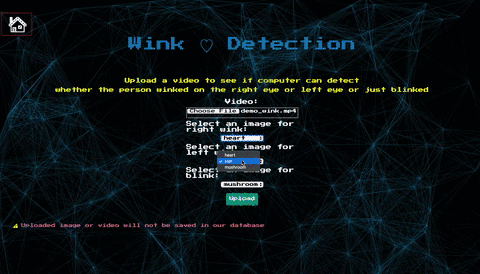 Wink ♡ Detection
Upload a video to see if computer can detect
whether the person winked on the right eye or left eye or just blinked
Video:
Choose File demo_wink.mp4
Select an image for
right wink:
heart
Select an image for
left w
heart
mushroom
Select an image for
blink:
mushroom
Upload
Uploaded image or video will not be saved in our database